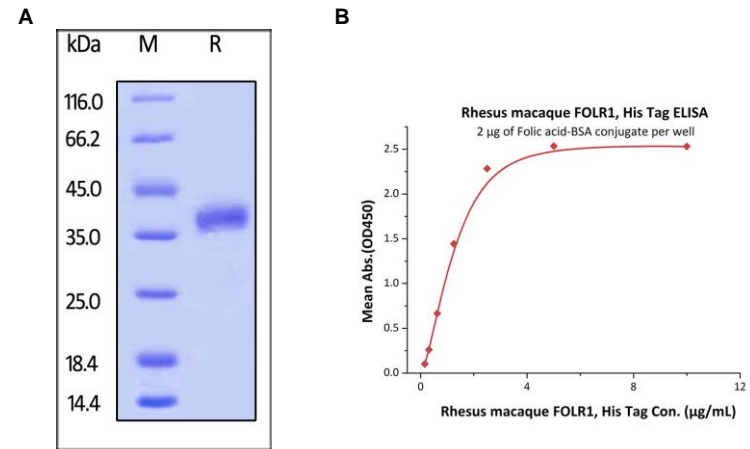 A
B
kDa M R
116.0
66.2
45.0
35.0
25.0
18.4
14.4
Rhesus macaque FOLR1, His Tag ELISA
2 µg of Folic acid-BSA conjugate per well
Mean Abs.(OD450)
2.5
2.0
1.5
1.0
0.5
0.0
0 4 8 12
Rhesus macaque FOLR1, His Tag Con. (µg/mL)